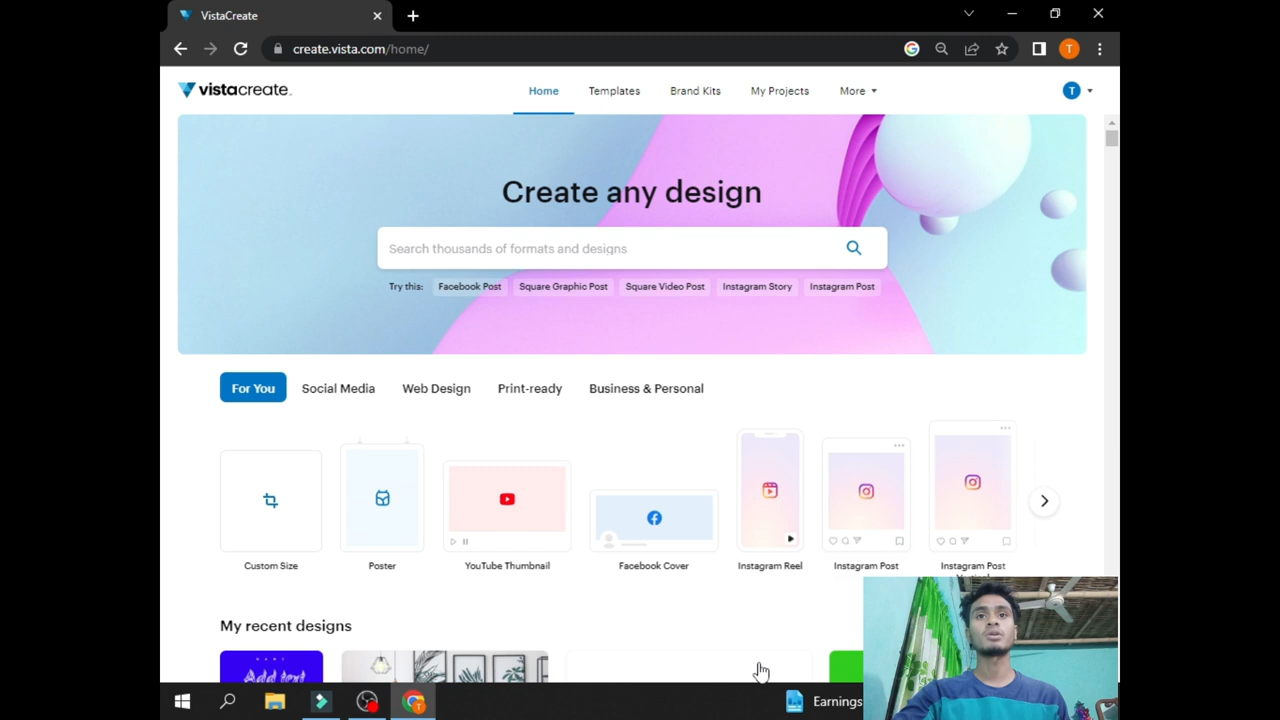 VistaCreate
create.vista.com/home/
T
vistacreate
Home
Templates
Brand Kits
My Projects
More
T
Create any design
Search thousands of formats and designs
Try this:
Facebook Post
Square Graphic Post
Square Video Post
Instagram Story
Instagram Post
For You
Social Media
Web Design
Print-ready
Business & Personal
Custom Size
Poster
YouTube Thumbnail
Facebook Cover
Instagram Reel
Instagram Post
Instagram Post
My recent designs
Add text
T
Earnings